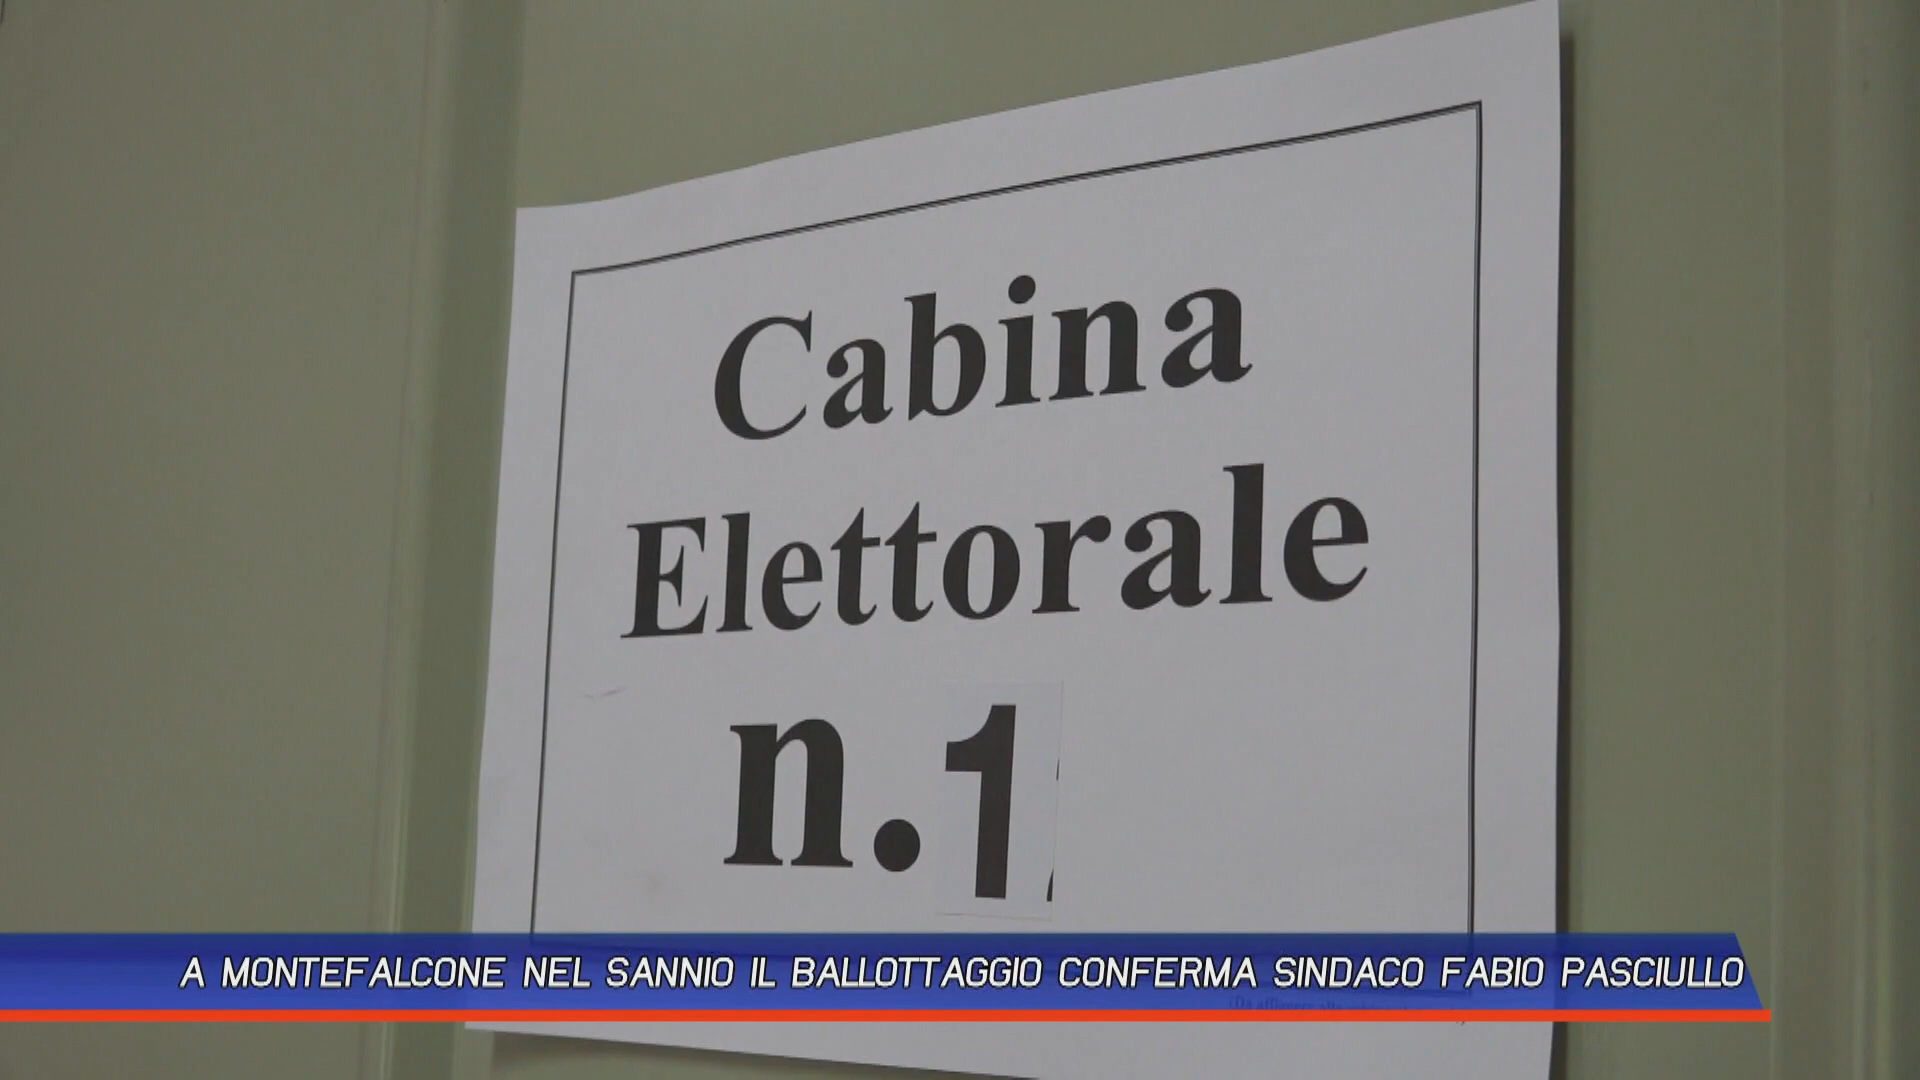 Cabina
Elettorale
n.1
A MONTEFALCONE NEL SANNIO IL BALLOTTAGGIO CONFERMA SINDACO FABIO PASCIULLO